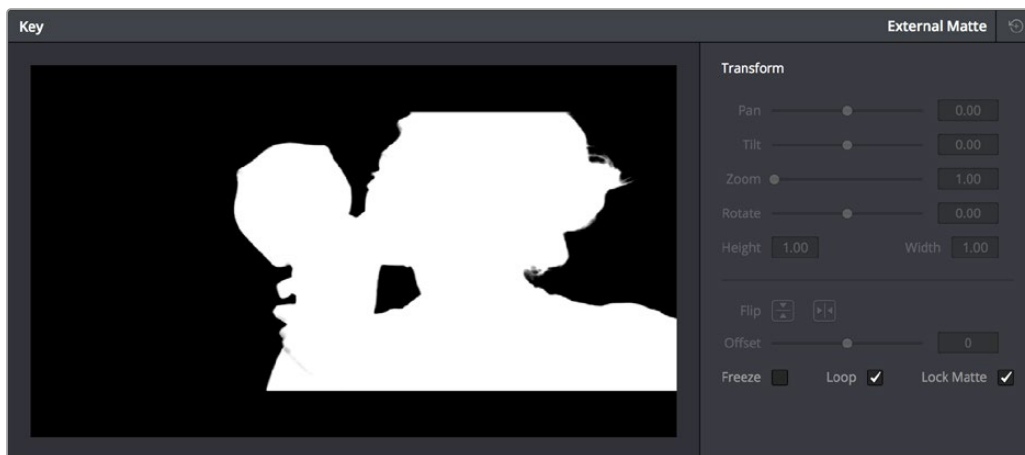 Key
External Matte
Transform
Pan 0.00
Tilt 0.00
Zoom 1.00
Rotate 0.00
Height 1.00 Width 1.00
Flip
Offset 0
Freeze Loop Lock Matte